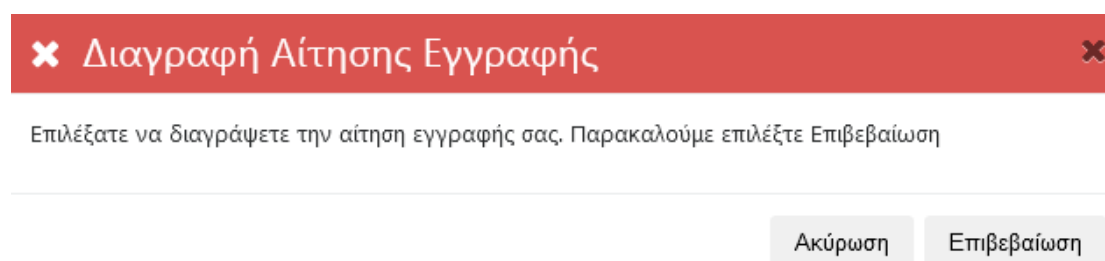 Διαγραφή Αίτησης Εγγραφής
Επιλέξατε να διαγράψετε την αίτηση εγγραφής σας. Παρακαλούμε επιλέξτε Επιβεβαίωση
Ακύρωση Επιβεβαίωση